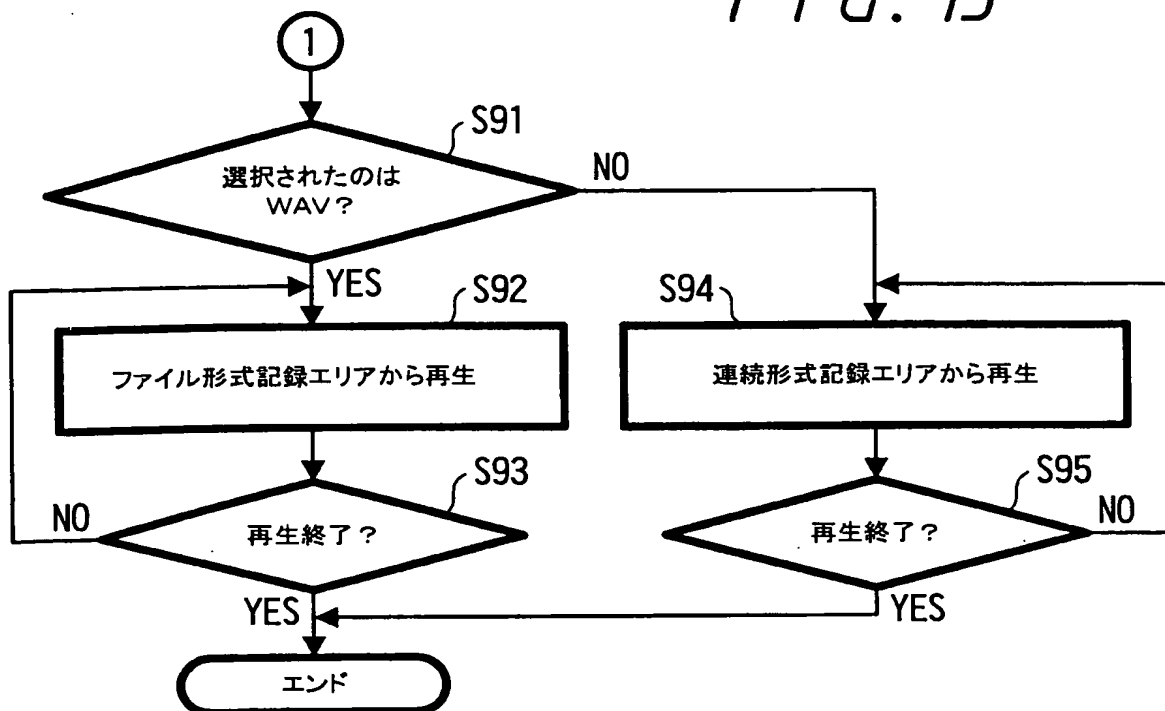 1
S91
選択されたのは
WAV?
NO
YES
S92
S94
ファイル形式記録エリアから再生
連続形式記録エリアから再生
S93
S95
NO
再生終了?
再生終了?
NO
YES
YES
エンド